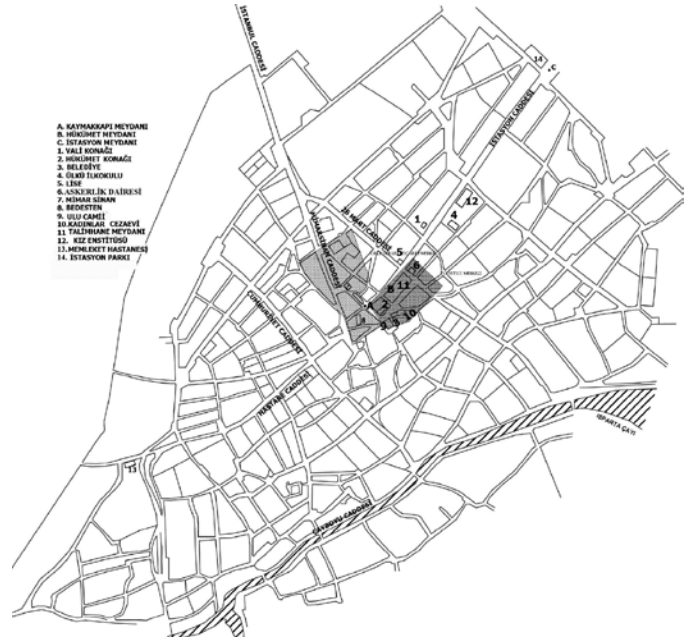 A. KAYMAKKAPI MEYDANI
B. HÜKÜMET MEYDANI
C. İSTASYON MEYDANI
1. VALİ KONAĞI
2. HÜKÜMET KONAĞI
3. BELEDİYE
4. ÜLKÜ İLKOKULU
5. LİSE
6. ASKERLİK DAİRESİ
7. MİMAR SİNAN
8. BEDESTEN
9. ULU CAMİİ
10. KADINLAR CEZAEVİ
11 TALİMHANE MEYDANI
12. KIZ ENSTİTÜSÜ
13. MEMLEKET HASTANESİ
14. İSTASYON PARKI
İSTANBUL CADDESİ
14
C
İSTASYON CADDESİ
12
1
4
5
6
11
B
A
2
10
9
3
CUMHURİYET CADDESİ
HASTANE CADDESİ
ISPARTA ÇAYI
13
ÇAYBOYU CADDESİ